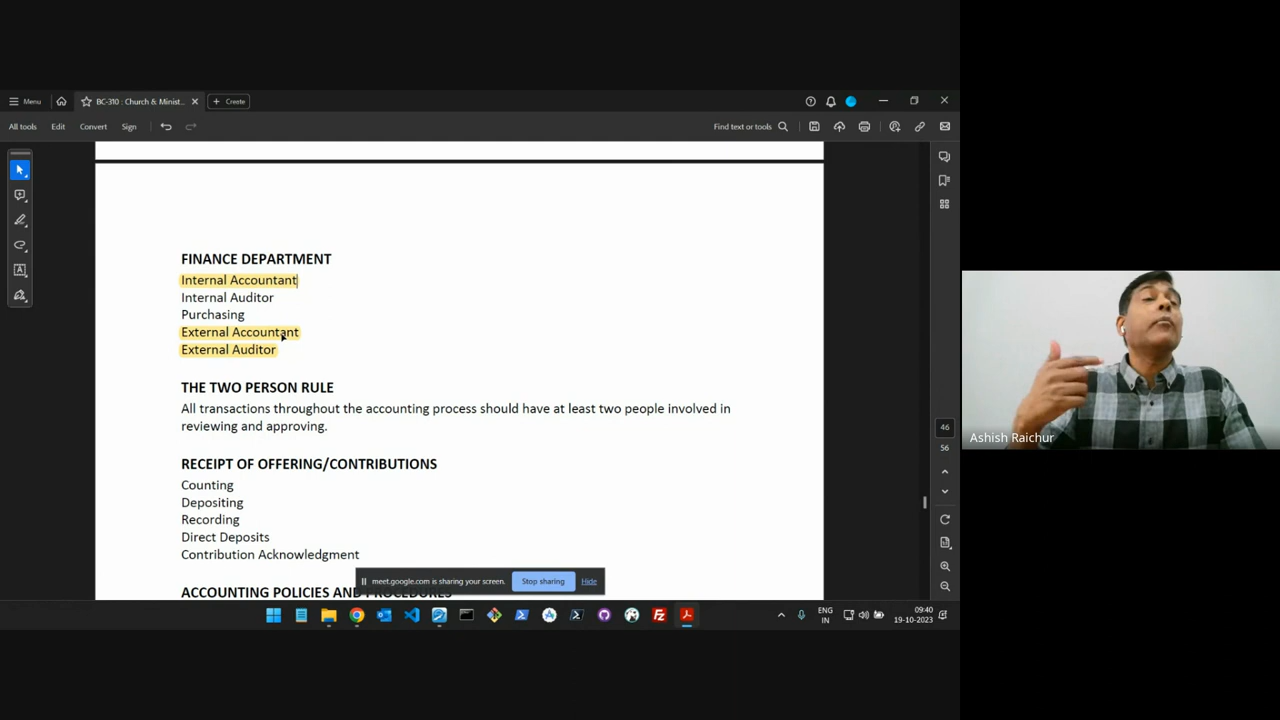 Menu
BC-310 : Church & Minist...
Create
All tools
Edit
Convert
Sign
Find text or tools
FINANCE DEPARTMENT
Internal Accountant
Internal Auditor
Purchasing
External Accountant
External Auditor
THE TWO PERSON RULE
All transactions throughout the accounting process should have at least two people involved in
reviewing and approving.
RECEIPT OF OFFERING/CONTRIBUTIONS
Counting
Depositing
Recording
Direct Deposits
Contribution Acknowledgment
ACCOUNTING POLICIES AND PROCEDURES
meet.google.com is sharing your screen.
Stop sharing
Hide
46
56
ENG
IN
09:40
19-10-2023
Ashish Raichur